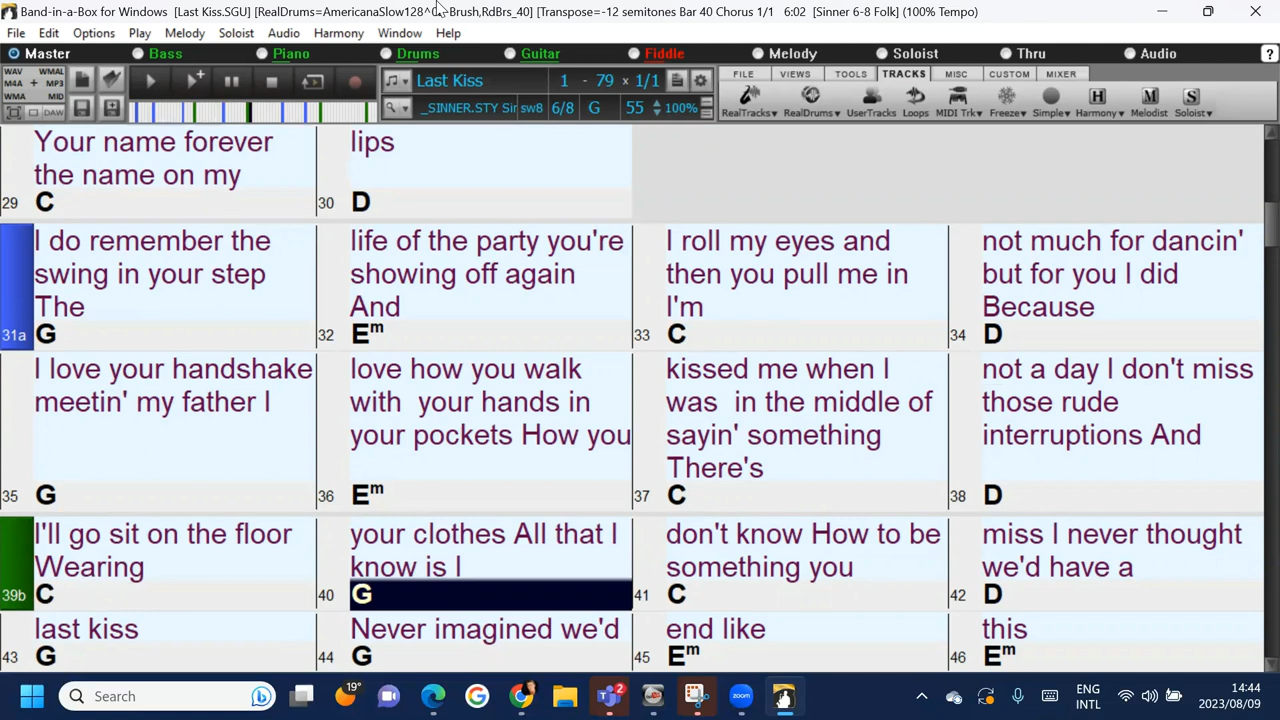 Band-in-a-Box for Windows [Last Kiss.SGU] [RealDrums=AmericanaSlow128^0-Brush,RdBrs_40] [Transpose=-12 semitones Bar 40 Chorus 1/1 6:02 [Sinner 6-8 Folk] (100% Tempo)
File Edit Options Play Melody Soloist Audio Harmony Window Help
Master Bass Piano Drums Guitar Fiddle Melody Soloist Thru Audio ?
WAV WMAL M4A + MP3 WMA MID DAW
Last Kiss 1 - 79 x 1/1
_SINNER.STY Sir sw8 6/8 G 55 100%
FILE VIEWS TOOLS TRACKS MISC CUSTOM MIXER
RealTracks RealDrums UserTracks Loops MIDI Trk Freeze Simple Harmony Melodist Soloist
Your name forever lips
the name on my
29 C 30 D
I do remember the life of the party you're I roll my eyes and not much for dancin'
swing in your step showing off again then you pull me in but for you I did
The And I'm Because
31a G 32 Em 33 C 34 D
I love your handshake love how you walk kissed me when I not a day I don't miss
meetin' my father I with your hands in was in the middle of those rude
your pockets How you sayin' something interruptions And
There's
35 G 36 Em 37 C 38 D
I'll go sit on the floor your clothes All that I don't know How to be miss I never thought
Wearing know is I something you we'd have a
39b C 40 G 41 C 42 D
last kiss Never imagined we'd end like this
43 G 44 G 45 Em 46 Em
Search 19° 2 ENG INTL 14:44 2023/08/09